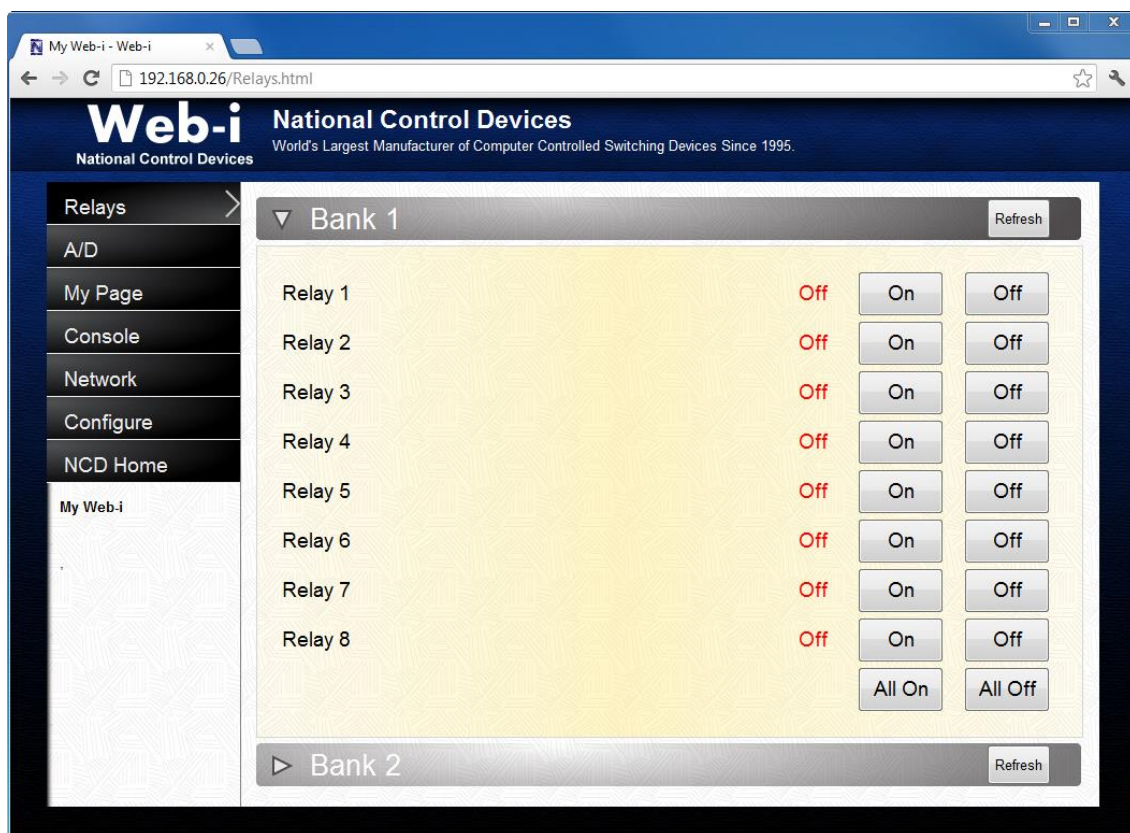 My Web-i - Web-i
192.168.0.26/Relays.html
Web-i
National Control Devices
National Control Devices
World's Largest Manufacturer of Computer Controlled Switching Devices Since 1995.
Relays
A/D
My Page
Console
Network
Configure
NCD Home
My Web-i
.
Bank 1 Refresh
Relay 1 Off On Off
Relay 2 Off On Off
Relay 3 Off On Off
Relay 4 Off On Off
Relay 5 Off On Off
Relay 6 Off On Off
Relay 7 Off On Off
Relay 8 Off On Off
All On All Off
Bank 2 Refresh